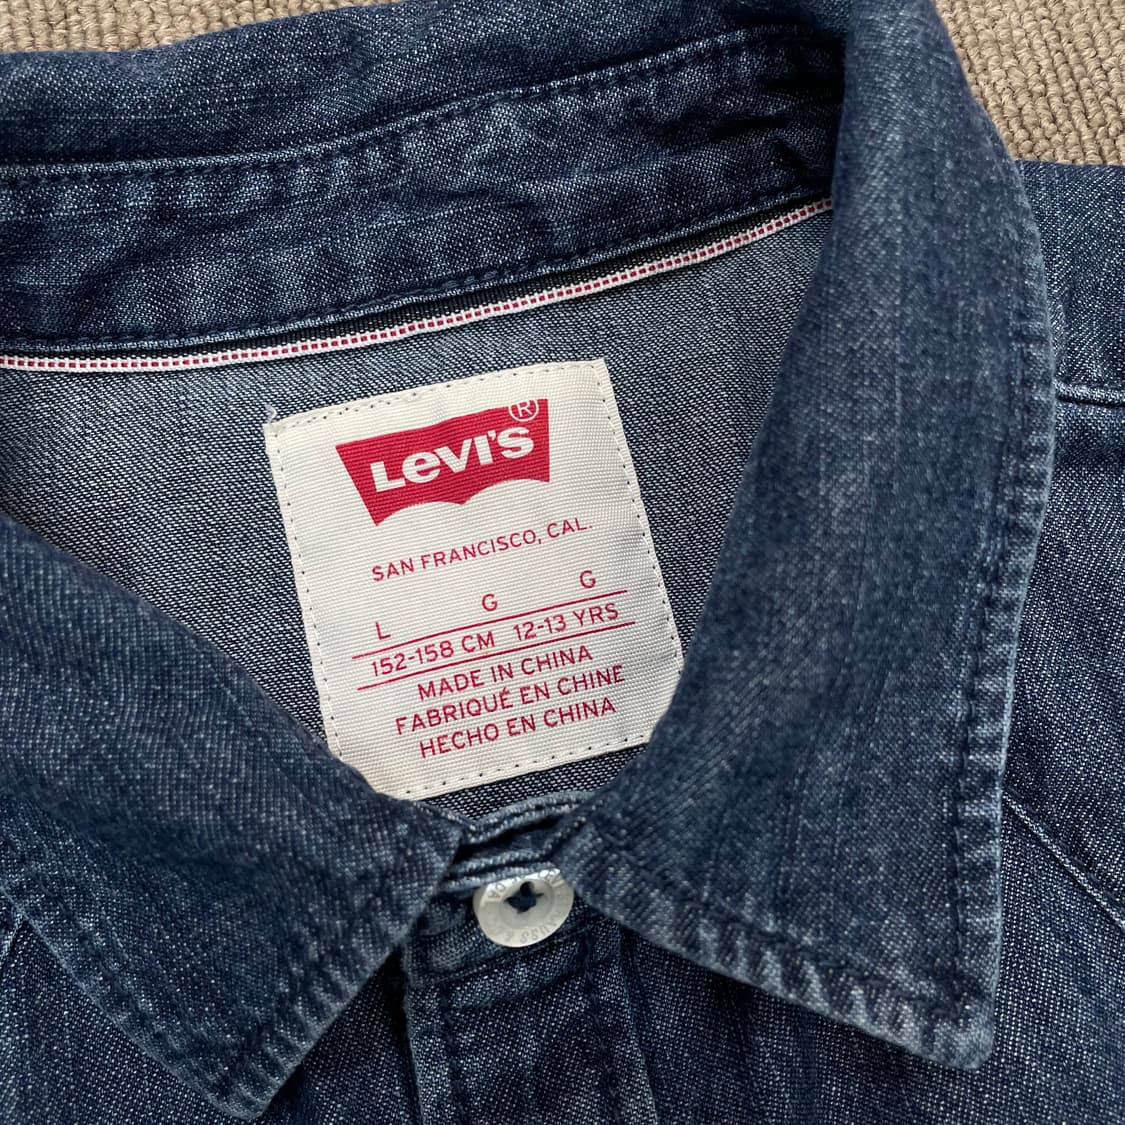 Levi's®
SAN FRANCISCO, CAL.
L G G
152-158 CM 12-13 YRS
MADE IN CHINA
FABRIQUÉ EN CHINE
HECHO EN CHINA